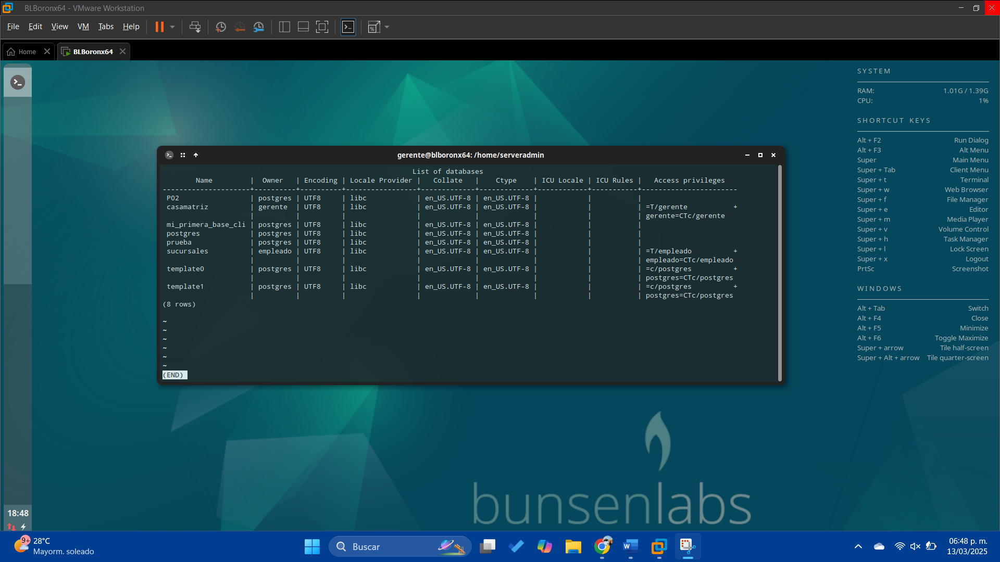 BLBoronx64 - VMware Workstation
File Edit View VM Tabs Help
Home BLBoronx64
SYSTEM
RAM: 1.01G / 1.39G
CPU: 1%
SHORTCUT KEYS
Alt + F2 Run Dialog
Alt + F3 Alt Menu
Super Main Menu
Super + Tab Client Menu
Super + t Terminal
Super + w Web Browser
Super + f File Manager
Super + e Editor
Super + m Media Player
Super + v Volume Control
Super + h Task Manager
Super + l Lock Screen
Super + x Logout
PrtSc Screenshot
WINDOWS
Alt + Tab Switch
Alt + F4 Close
Alt + F5 Minimize
Alt + F6 Toggle Maximize
Super + arrow Tile half-screen
Super + Alt + arrow Tile quarter-screen
gerente@blboronx64: /home/serveradmin
List of databases
Name | Owner | Encoding | Locale Provider | Collate | Ctype | ICU Locale | ICU Rules | Access privileges
---------------------+----------+----------+-----------------+-------------+-------------+------------+-----------+-----------------------
PO2 | postgres | UTF8 | libc | en_US.UTF-8 | en_US.UTF-8 | | |
casamatriz | gerente | UTF8 | libc | en_US.UTF-8 | en_US.UTF-8 | | | =T/gerente +
| | | | | | | | gerente=CTc/gerente
mi_primera_base_cli | postgres | UTF8 | libc | en_US.UTF-8 | en_US.UTF-8 | | |
postgres | postgres | UTF8 | libc | en_US.UTF-8 | en_US.UTF-8 | | |
prueba | postgres | UTF8 | libc | en_US.UTF-8 | en_US.UTF-8 | | |
sucursales | empleado | UTF8 | libc | en_US.UTF-8 | en_US.UTF-8 | | | =T/empleado +
| | | | | | | | empleado=CTc/empleado
template0 | postgres | UTF8 | libc | en_US.UTF-8 | en_US.UTF-8 | | | =c/postgres +
| | | | | | | | postgres=CTc/postgres
template1 | postgres | UTF8 | libc | en_US.UTF-8 | en_US.UTF-8 | | | =c/postgres +
| | | | | | | | postgres=CTc/postgres
(8 rows)
~
~
~
~
~
~
(END)
bunsenlabs
18:48
9+
28°C
Mayorm. soleado
Buscar
06:48 p. m.
13/03/2025